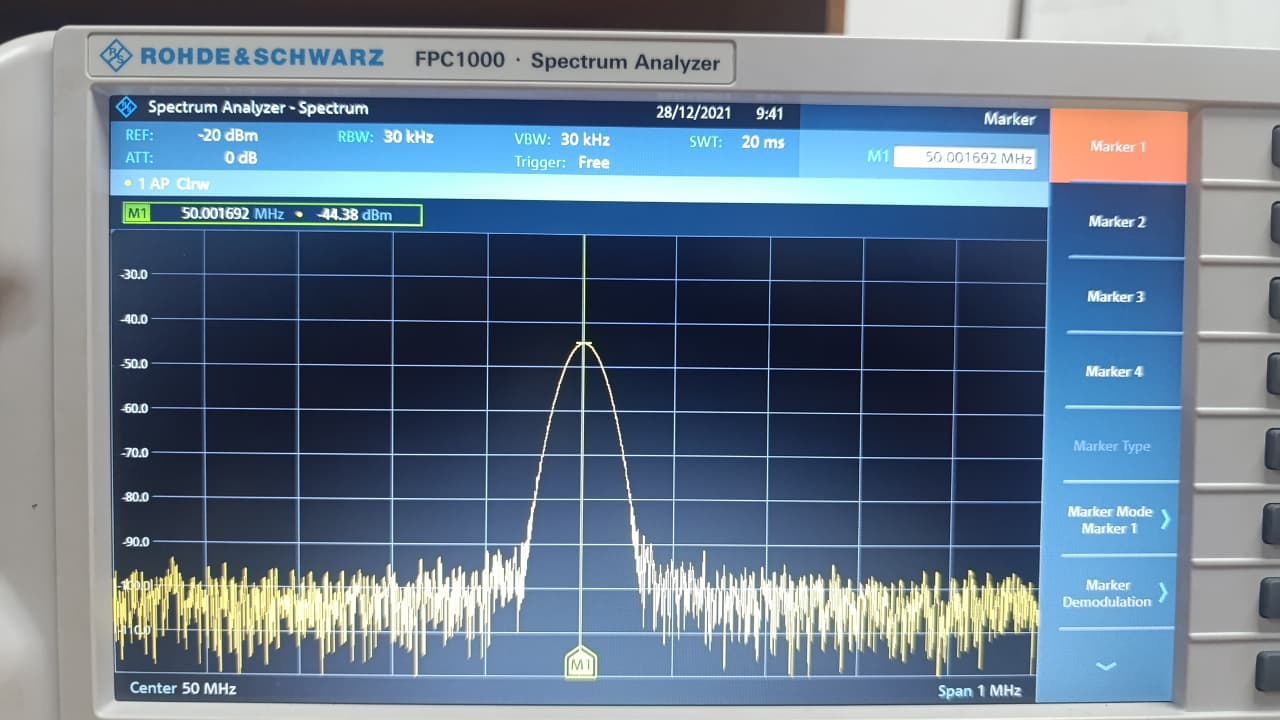 ROHDE&SCHWARZ FPC1000 · Spectrum Analyzer
Spectrum Analyzer - Spectrum 28/12/2021 9:41 Marker
REF: -20 dBm RBW: 30 kHz VBW: 30 kHz SWT: 20 ms
ATT: 0 dB Trigger: Free M1 50.001692 MHz
1 AP Clrw
M1 50.001692 MHz • -44.38 dBm
-30.0
-40.0
-50.0
-60.0
-70.0
-80.0
-90.0
-100.0
-110.0
M1
Center 50 MHz Span 1 MHz
Marker 1
Marker 2
Marker 3
Marker 4
Marker Type
Marker Mode
Marker 1
Marker
Demodulation